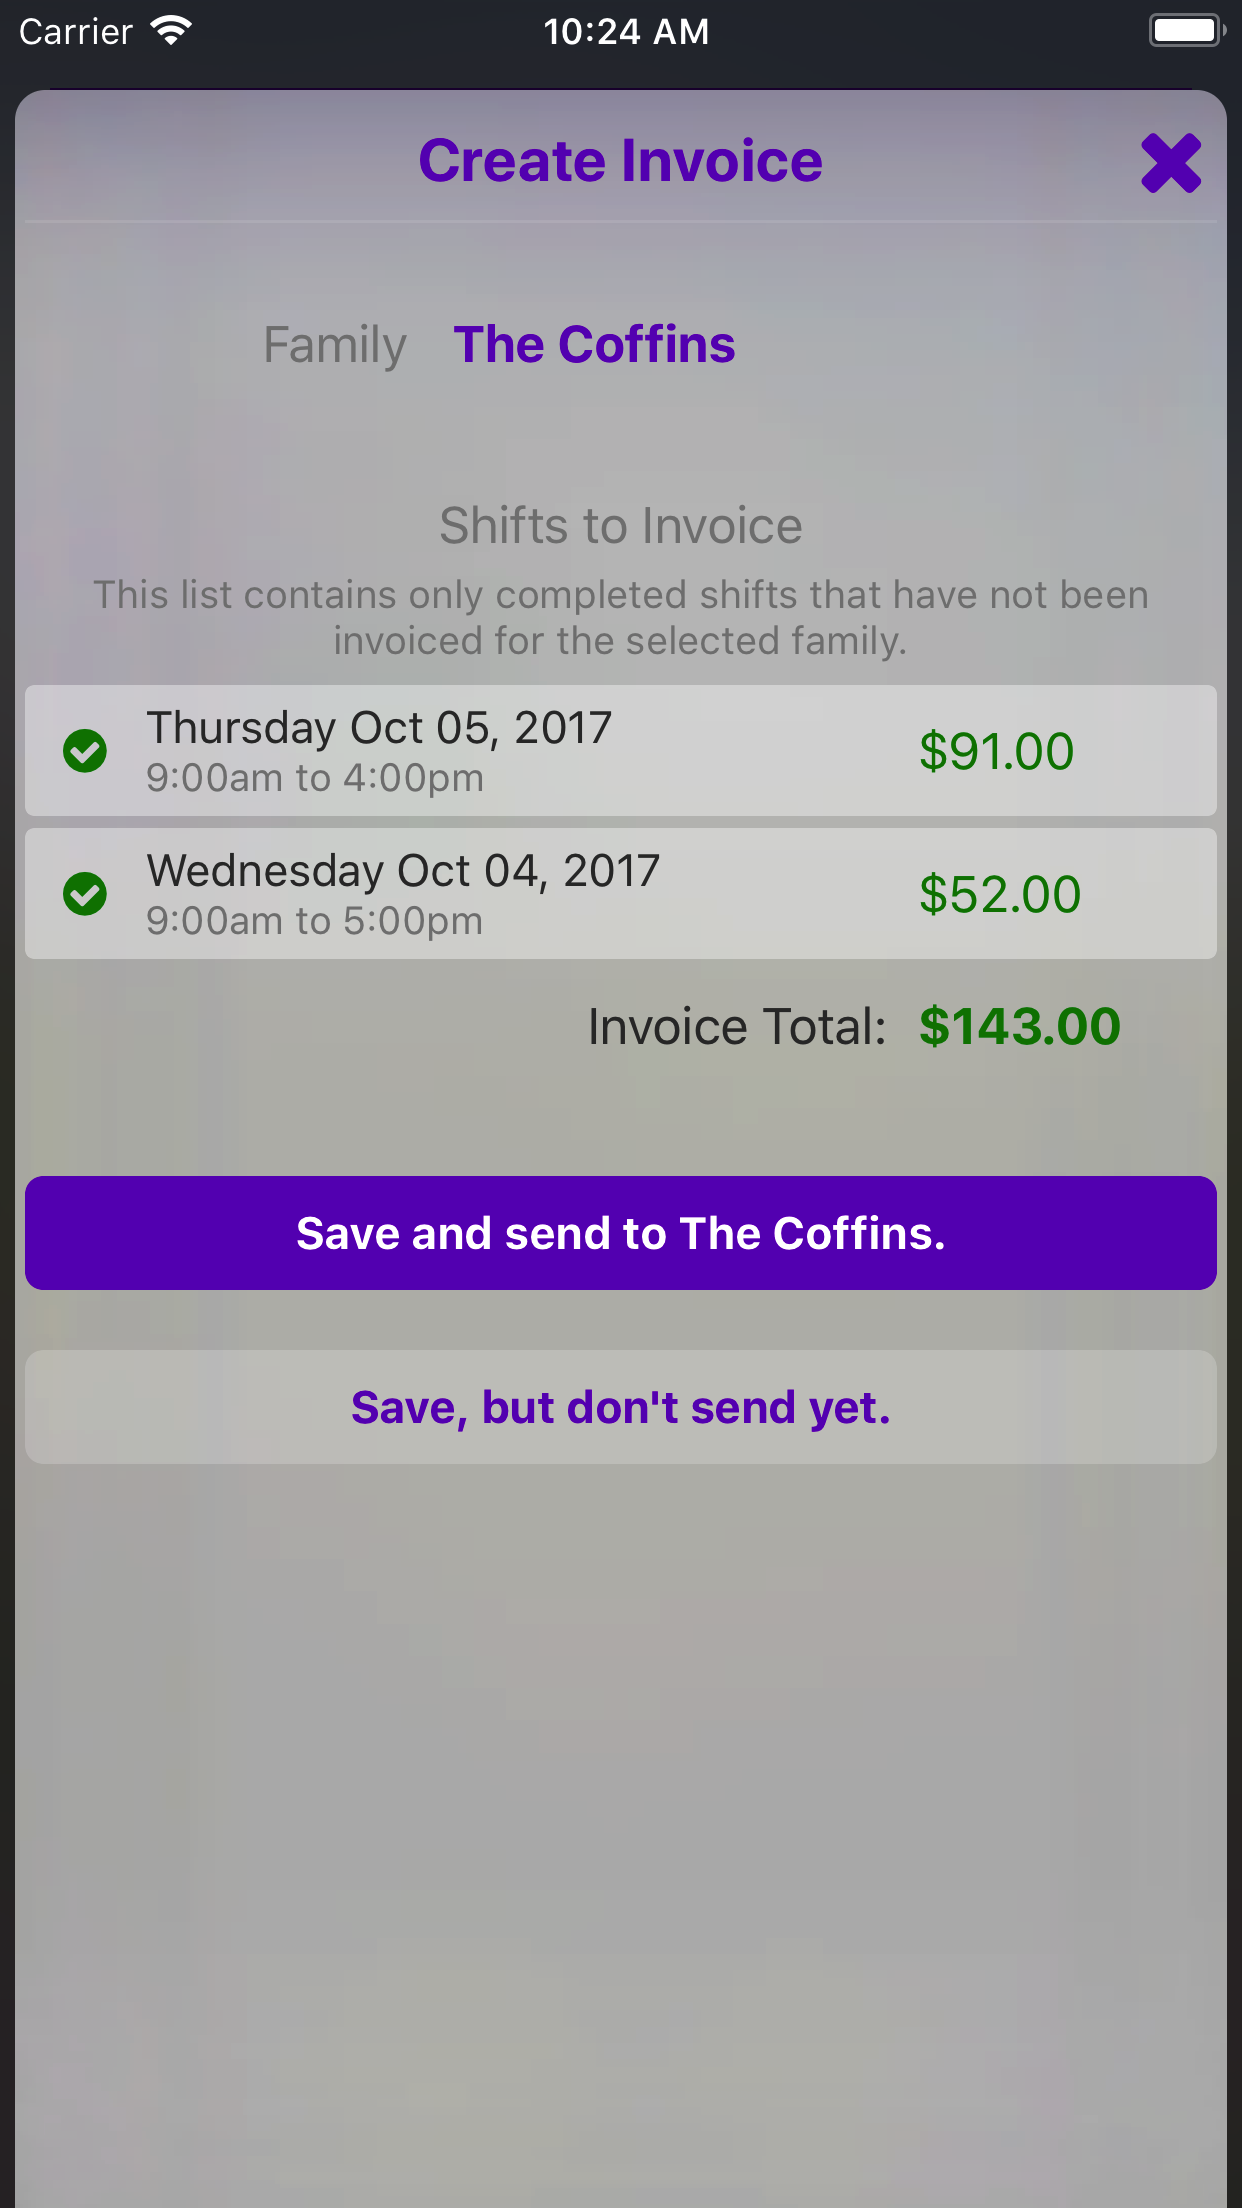 Carrier 10:24 AM
Create Invoice
Family The Coffins
Shifts to Invoice
This list contains only completed shifts that have not been
invoiced for the selected family.
Thursday Oct 05, 2017
9:00am to 4:00pm
$91.00
Wednesday Oct 04, 2017
9:00am to 5:00pm
$52.00
Invoice Total: $143.00
Save and send to The Coffins.
Save, but don't send yet.